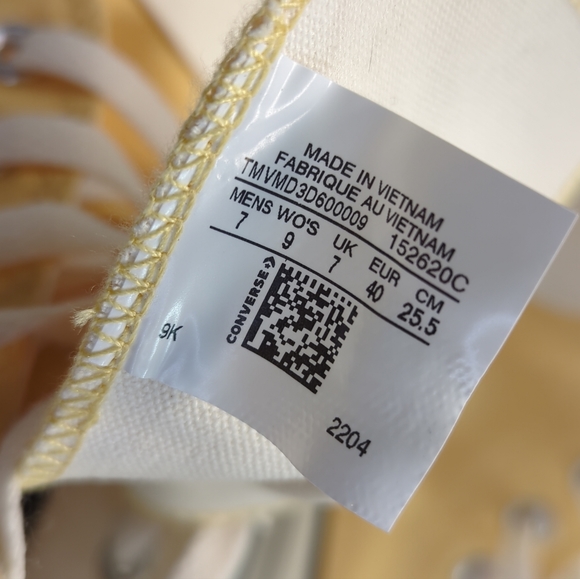 MADE IN VIETNAM
FABRIQUE AU VIETNAM
TMVMD3D600009 152620C
MENS WO'S UK EUR CM
7 9 7 40 25.5
CONVERSE
9K
2204